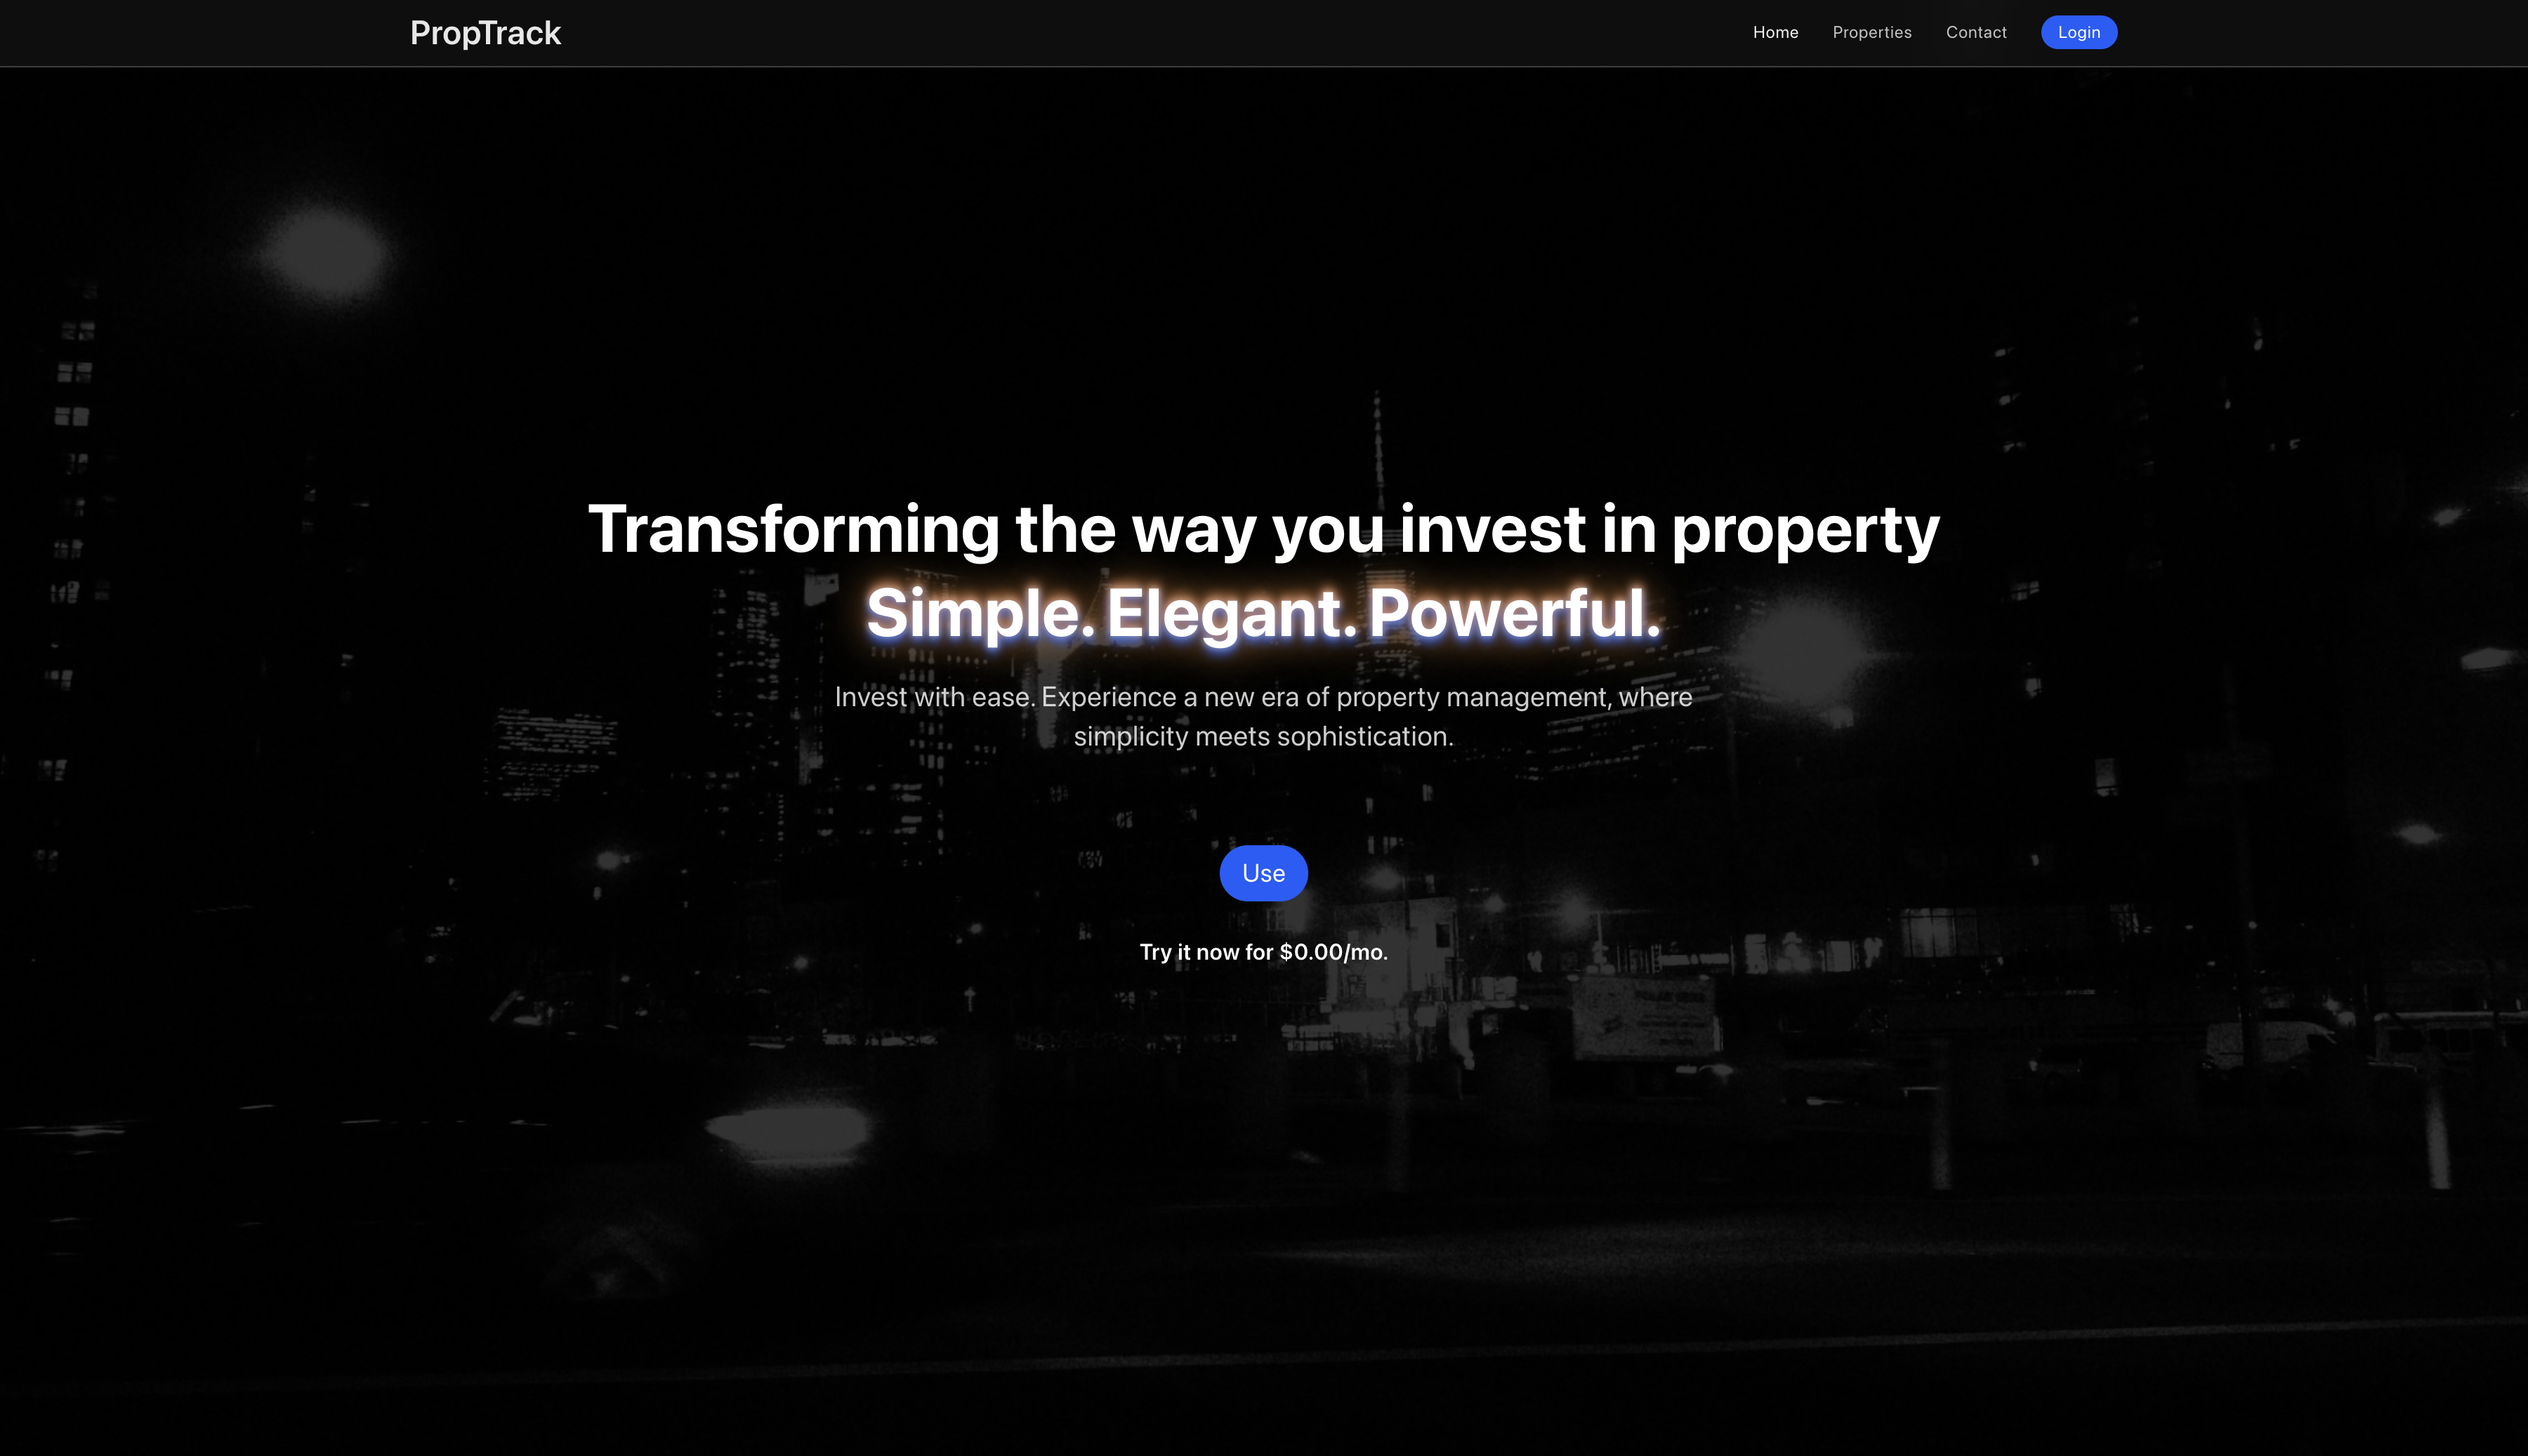 PropTrack
Home
Properties
Contact
Login
Transforming the way you invest in property
Simple. Elegant. Powerful.
Invest with ease. Experience a new era of property management, where
simplicity meets sophistication.
Use
Try it now for $0.00/mo.